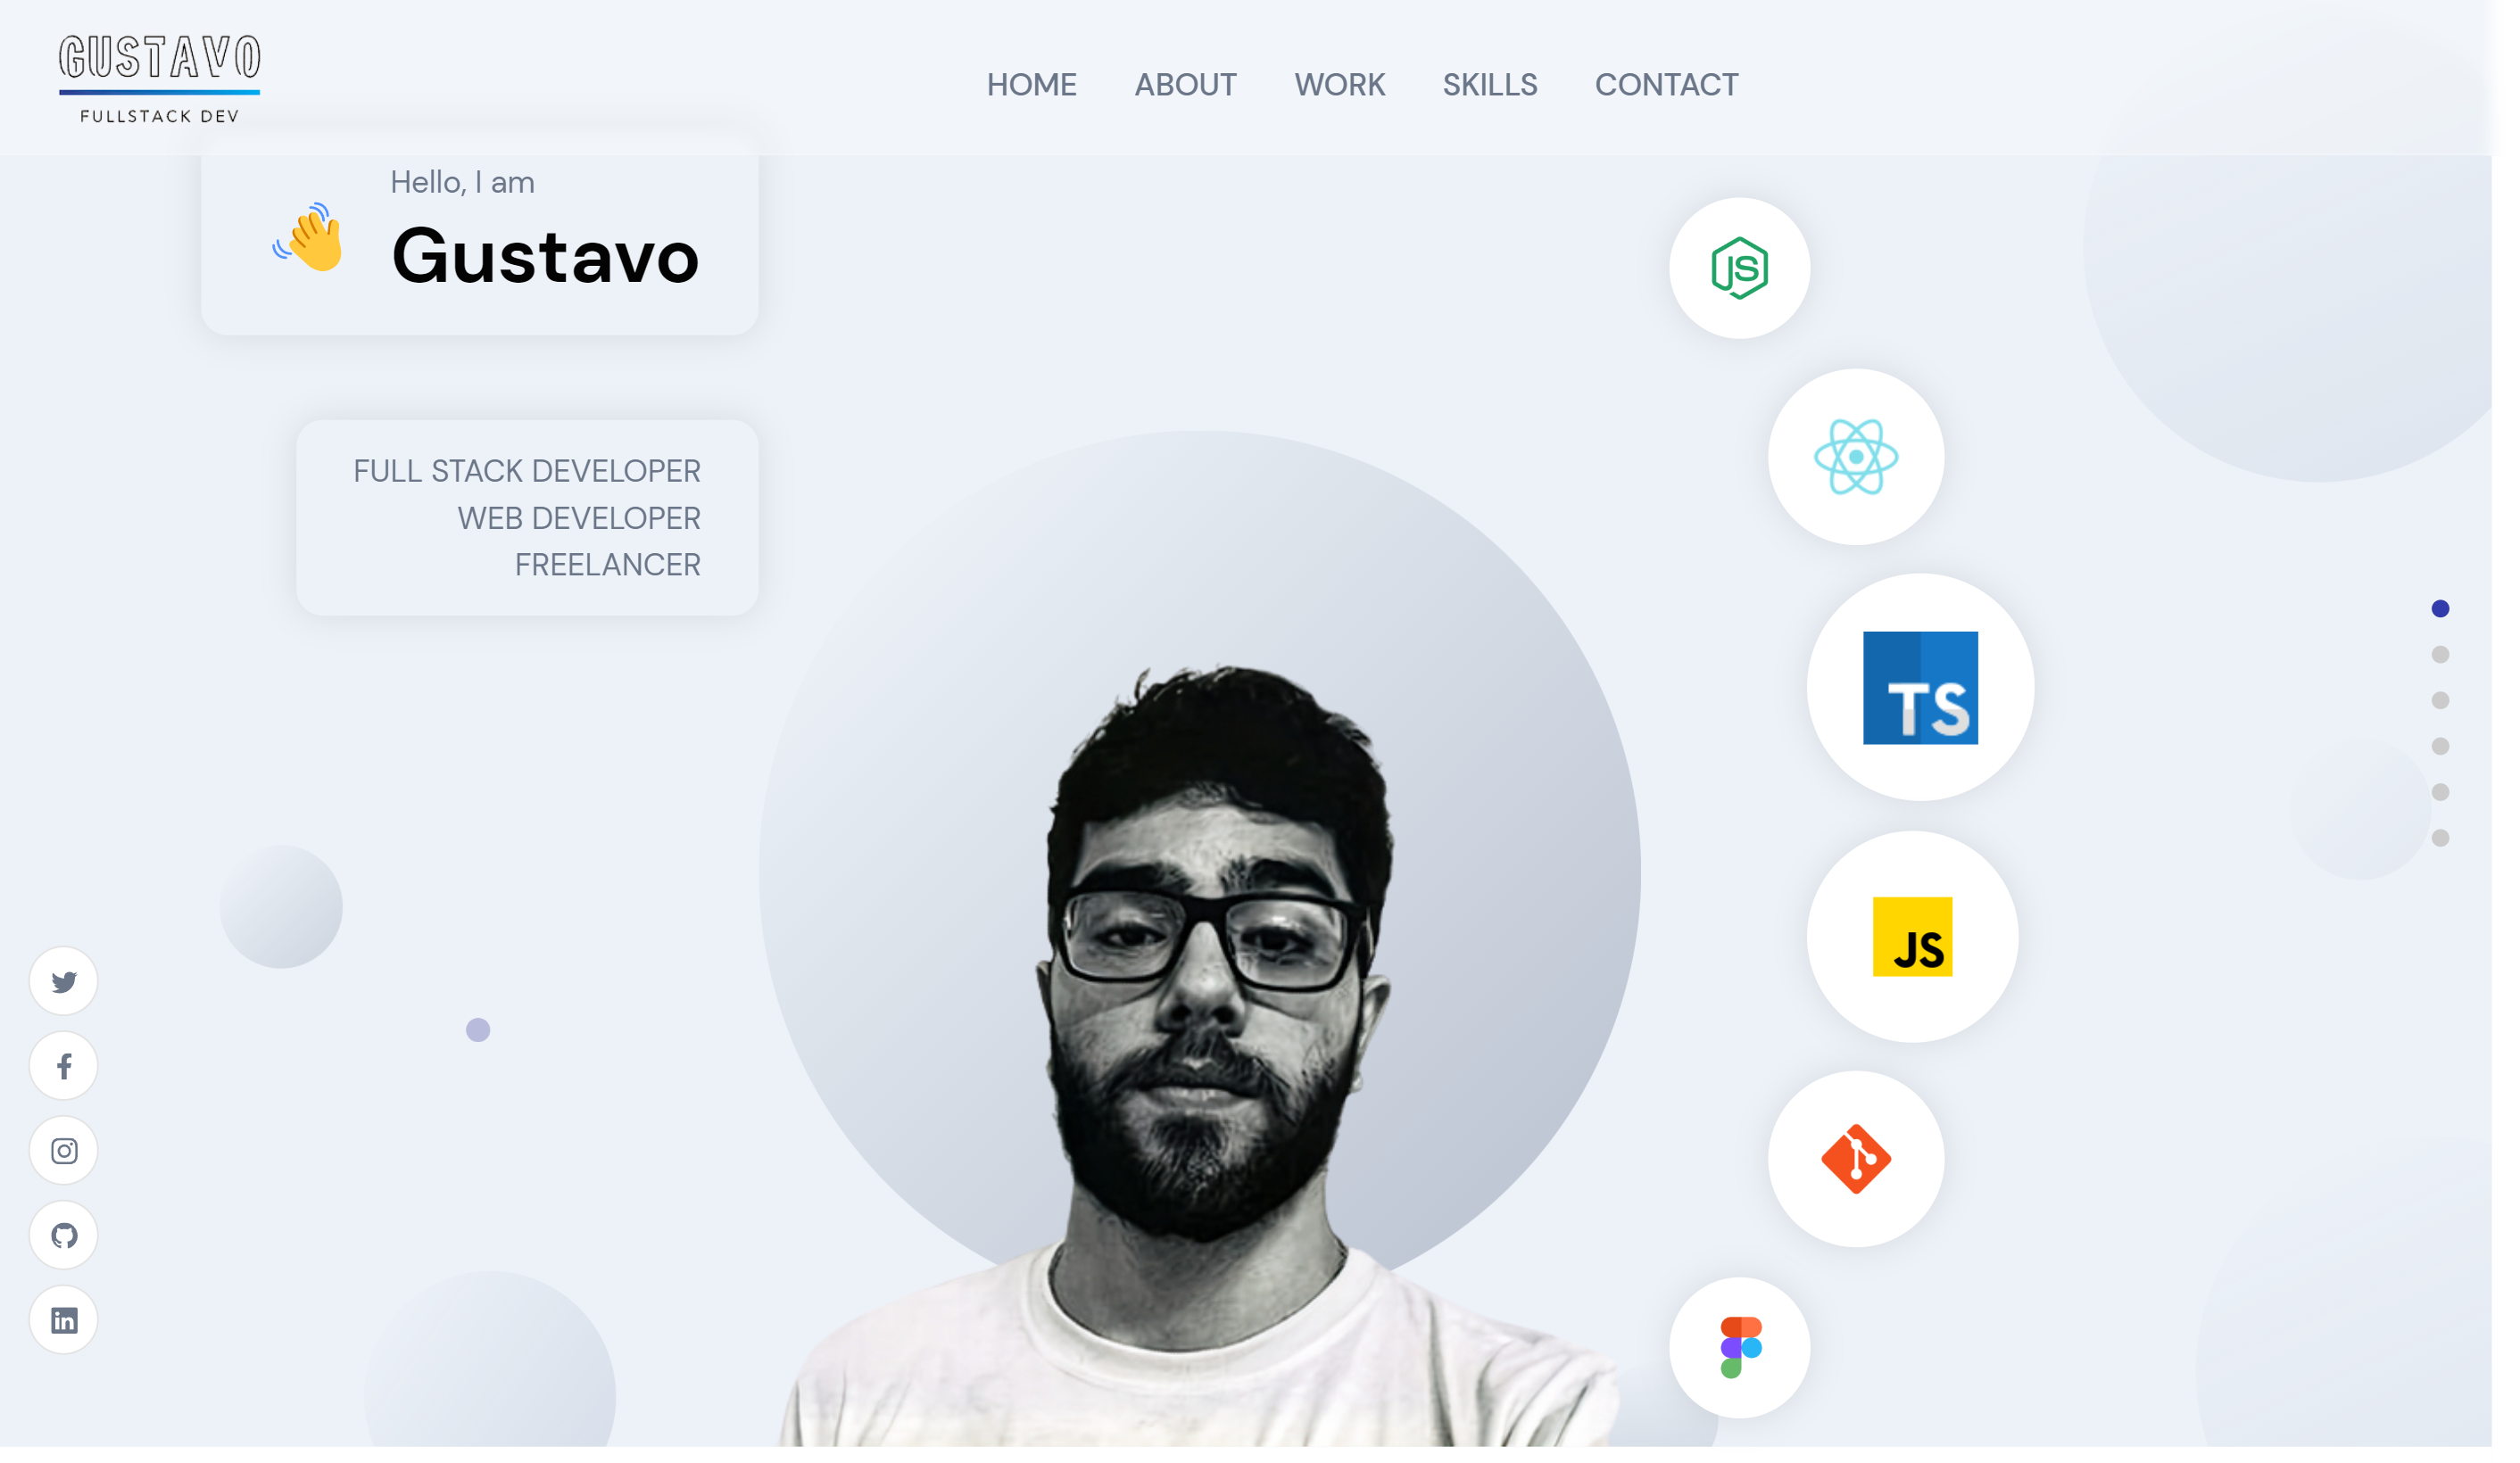 GUSTAVO
FULLSTACK DEV
HOME ABOUT WORK SKILLS CONTACT
Hello, I am
Gustavo
FULL STACK DEVELOPER
WEB DEVELOPER
FREELANCER
JS
TS
JS
in